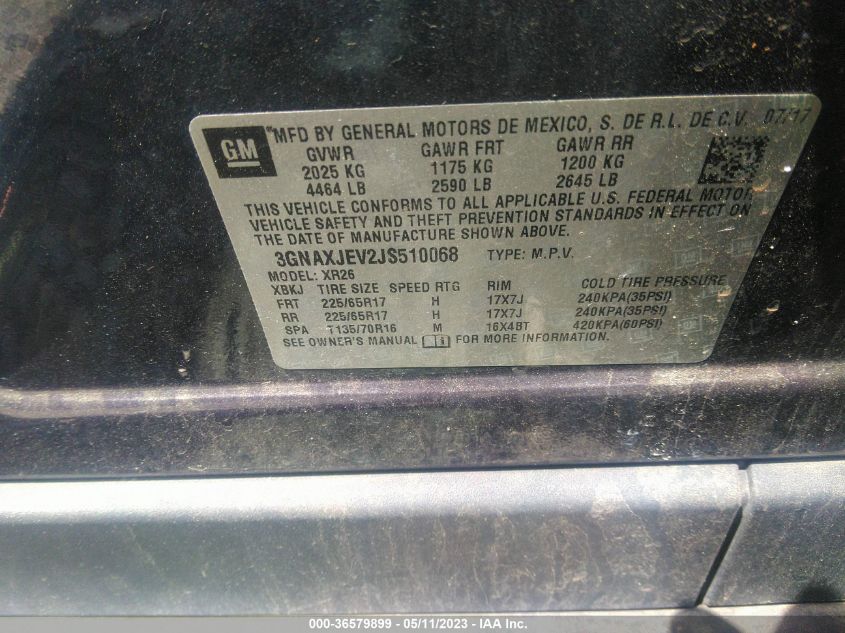 GM
*MFD BY GENERAL MOTORS DE MEXICO, S. DE R.L. DE C.V. 07/17
GVWR GAWR FRT GAWR RR
2025 KG 1175 KG 1200 KG
4464 LB 2590 LB 2645 LB
THIS VEHICLE CONFORMS TO ALL APPLICABLE U.S. FEDERAL MOTOR
VEHICLE SAFETY AND THEFT PREVENTION STANDARDS IN EFFECT ON
THE DATE OF MANUFACTURE SHOWN ABOVE.
3GNAXJEV2JS510068 TYPE: M.P.V.
MODEL: XR26
XBKJ TIRE SIZE SPEED RTG RIM COLD TIRE PRESSURE
FRT 225/65R17 H 17X7J 240KPA(35PSI)
RR 225/65R17 H 17X7J 240KPA(35PSI)
SPA T135/70R16 M 16X4BT 420KPA(60PSI)
SEE OWNER'S MANUAL FOR MORE INFORMATION.
000-36579899 - 05/11/2023 - IAA Inc.